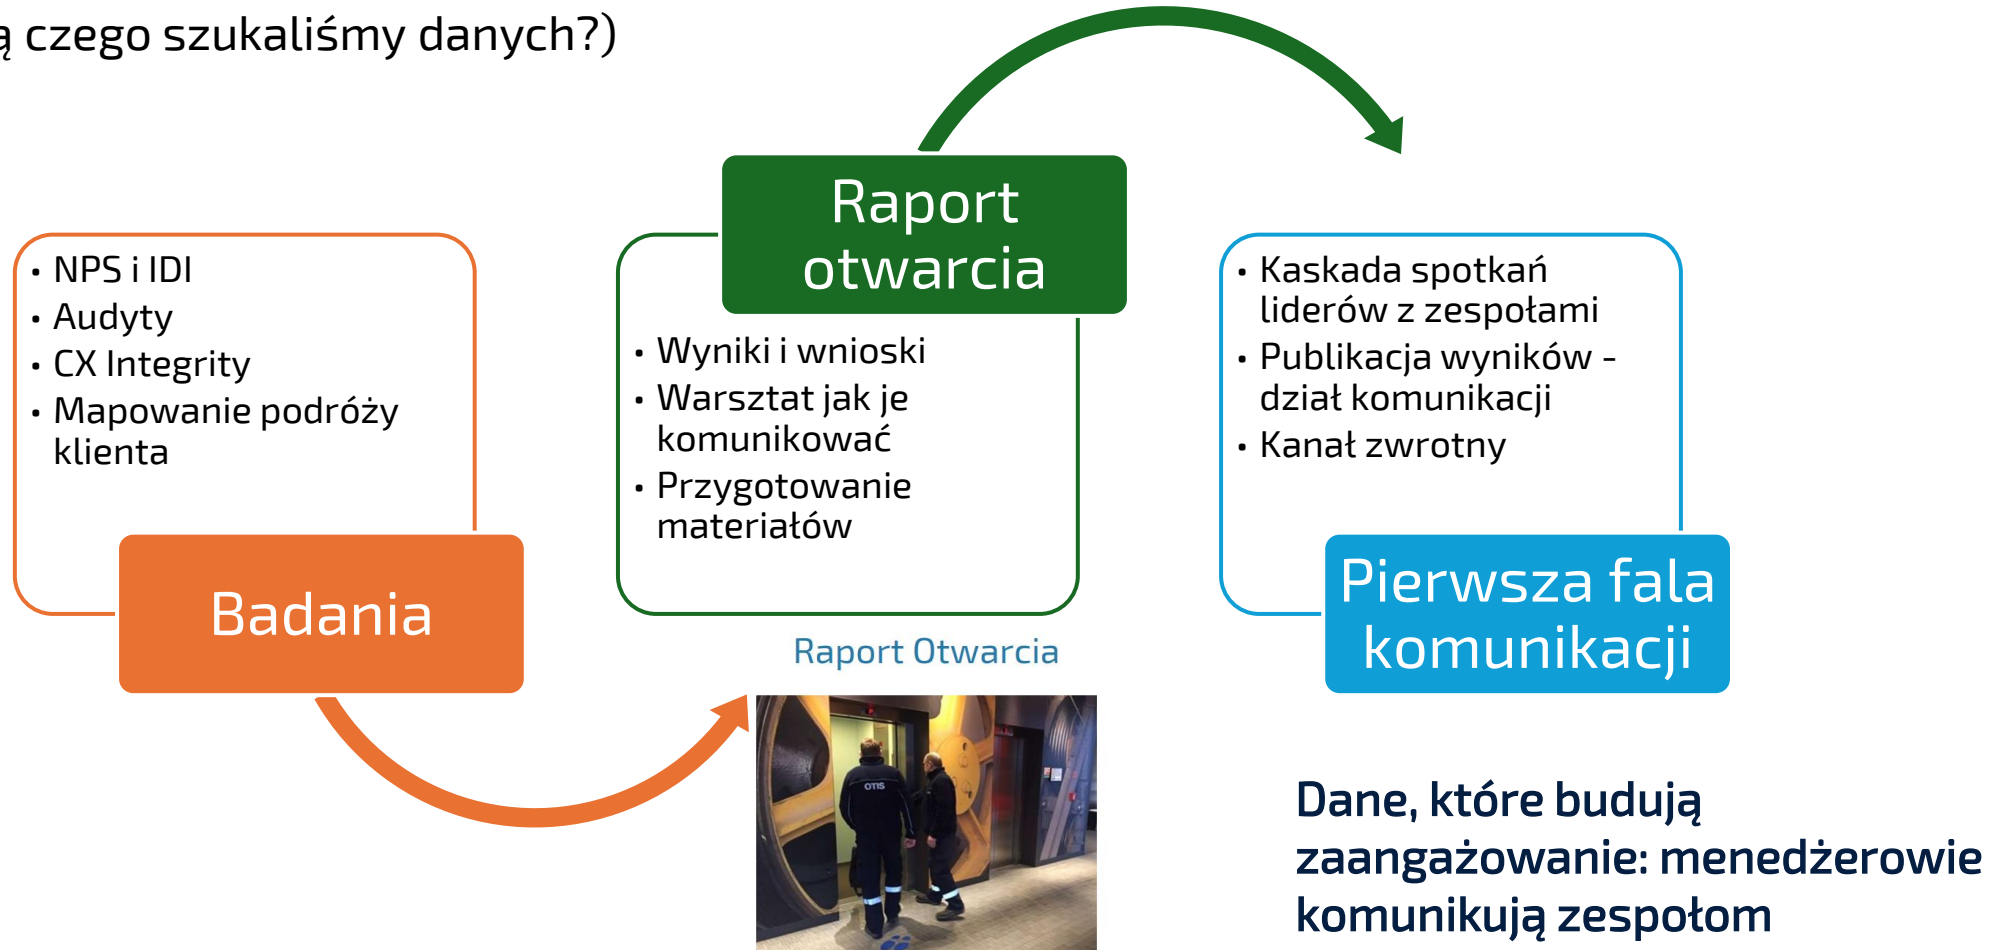 ą czego szukaliśmy danych?)
• NPS i IDI
• Audyty
• CX Integrity
• Mapowanie podróży
klienta
Badania
Raport
otwarcia
• Wyniki i wnioski
• Warsztat jak je
komunikować
• Przygotowanie
materiałów
Raport Otwarcia
OTIS
• Kaskada spotkań
liderów z zespołami
• Publikacja wyników -
dział komunikacji
• Kanał zwrotny
Pierwsza fala
komunikacji
Dane, które budują
zaangażowanie: menedżerowie
komunikują zespołom